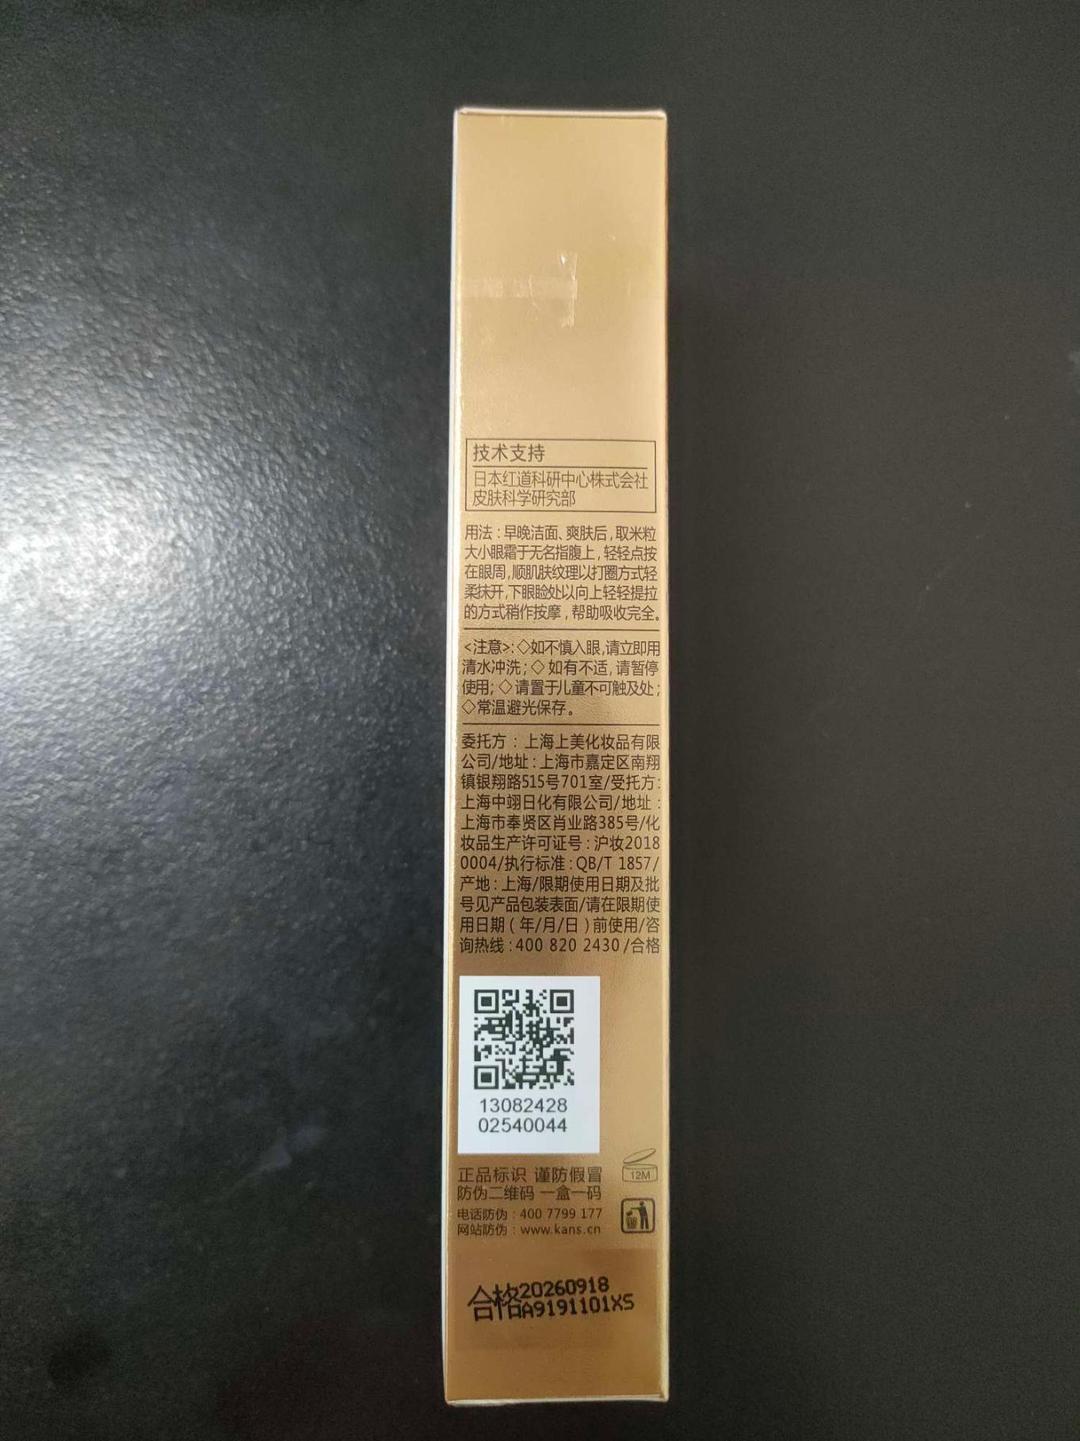 技术支持
日本红道科研中心株式会社
皮肤科学研究部
用法：早晚洁面、爽肤后，取米粒
大小眼霜于无名指腹上，轻轻点按
在眼周，顺肌肤纹理以打圈方式轻
柔抹开，下眼睑处以向上轻轻提拉
的方式稍作按摩，帮助吸收完全。
<注意>：◇如不慎入眼，请立即用
清水冲洗；◇如有不适，请暂停
使用；◇请置于儿童不可触及处；
◇常温避光保存。
委托方：上海上美化妆品有限
公司/地址：上海市嘉定区南翔
镇银翔路515号701室/受托方：
上海中翊日化有限公司/地址：
上海市奉贤区肖业路385号/化
妆品生产许可证号：沪妆2018
0004/执行标准：QB/T 1857/
产地：上海/限期使用日期及批
号见产品包装表面/请在限期使
用日期（年/月/日）前使用/咨
询热线：400 820 2430/合格
13082428
02540044
正品标识 谨防假冒
防伪二维码 一盒一码
电话防伪：400 7799 177
网站防伪：www.kans.cn
12M
合格20260918
A9191101XS